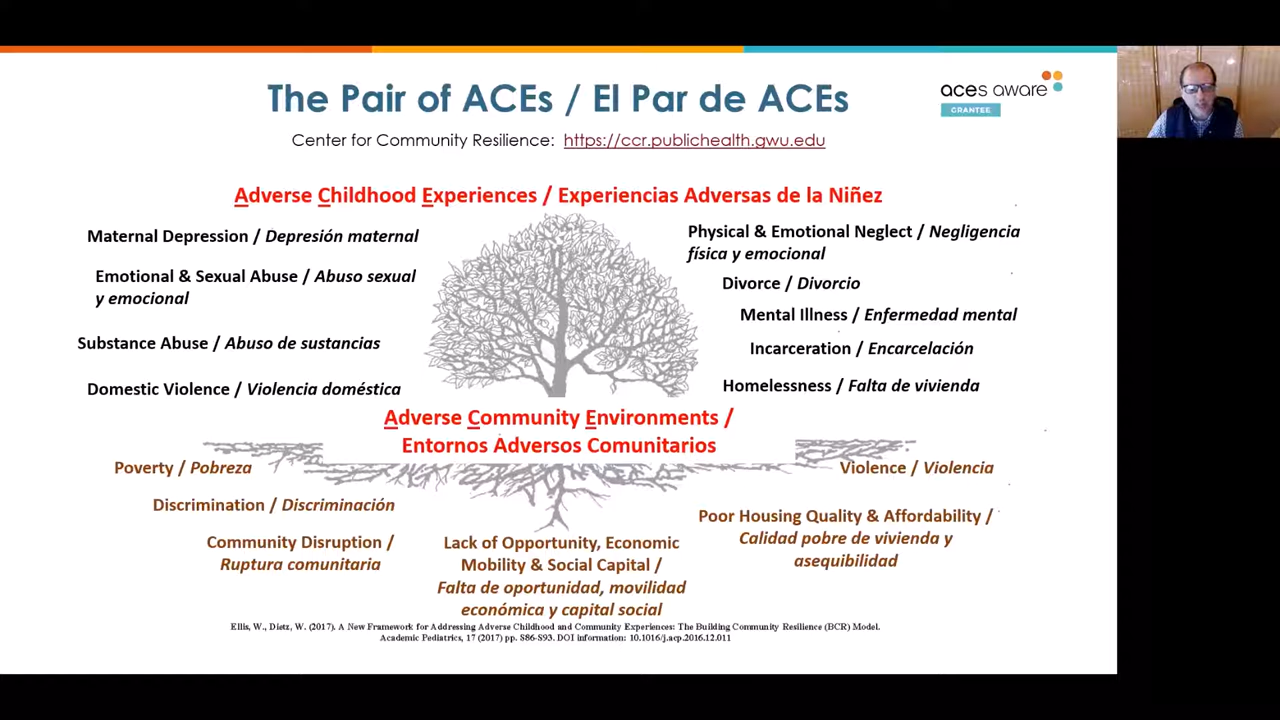 The Pair of ACEs / El Par de ACEs
aces aware
GRANTEE
Center for Community Resilience: https://ccr.publichealth.gwu.edu
Adverse Childhood Experiences / Experiencias Adversas de la Niñez
Maternal Depression / Depresión maternal
Emotional & Sexual Abuse / Abuso sexual
y emocional
Substance Abuse / Abuso de sustancias
Domestic Violence / Violencia doméstica
Physical & Emotional Neglect / Negligencia
física y emocional
Divorce / Divorcio
Mental Illness / Enfermedad mental
Incarceration / Encarcelación
Homelessness / Falta de vivienda
Adverse Community Environments /
Entornos Adversos Comunitarios
Poverty / Pobreza
Discrimination / Discriminación
Community Disruption /
Ruptura comunitaria
Lack of Opportunity, Economic
Mobility & Social Capital /
Falta de oportunidad, movilidad
económica y capital social
Violence / Violencia
Poor Housing Quality & Affordability /
Calidad pobre de vivienda y
asequibilidad
Ellis, W., Dietz, W. (2017). A New Framework for Addressing Adverse Childhood and Community Experiences: The Building Community Resilience (BCR) Model.
Academic Pediatrics, 17 (2017) pp. S86-S93. DOI information: 10.1016/j.acp.2016.12.011